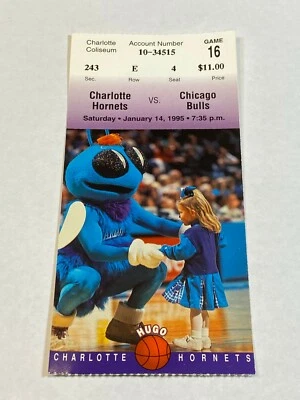 Charlotte Coliseum
Account Number
10-34515
GAME
16
243 E 4 $11.00
Sec. Row Seat Price
Charlotte Hornets
VS.
Chicago Bulls
Saturday • January 14, 1995 • 7:35 p.m.
HUGO
CHARLOTTE HORNETS